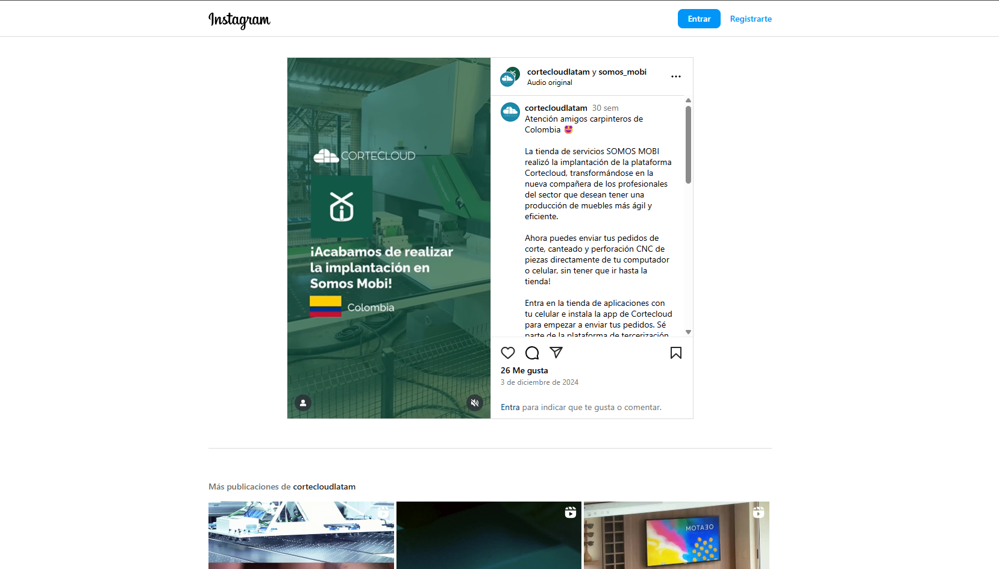 Instagram
Entrar
Registrarte
CORTECLOUD
¡Acabamos de realizar
la implantación en
Somos Mobi!
Colombia
cortecloudlatam y somos_mobi
Audio original
cortecloudlatam 30 sem
Atención amigos carpinteros de
Colombia 🤩
La tienda de servicios SOMOS MOBI
realizó la implantación de la plataforma
Cortecloud, transformándose en la
nueva compañera de los profesionales
del sector que desean tener una
producción de muebles más ágil y
eficiente.
Ahora puedes enviar tus pedidos de
corte, canteado y perforación CNC de
piezas directamente de tu computador
o celular, sin tener que ir hasta la
tienda!
Entra en la tienda de aplicaciones con
tu celular e instala la app de Cortecloud
para empezar a enviar tus pedidos. Sé
parte de la plataforma de tercerización
26 Me gusta
3 de diciembre de 2024
Entra para indicar que te gusta o comentar.
Más publicaciones de cortecloudlatam